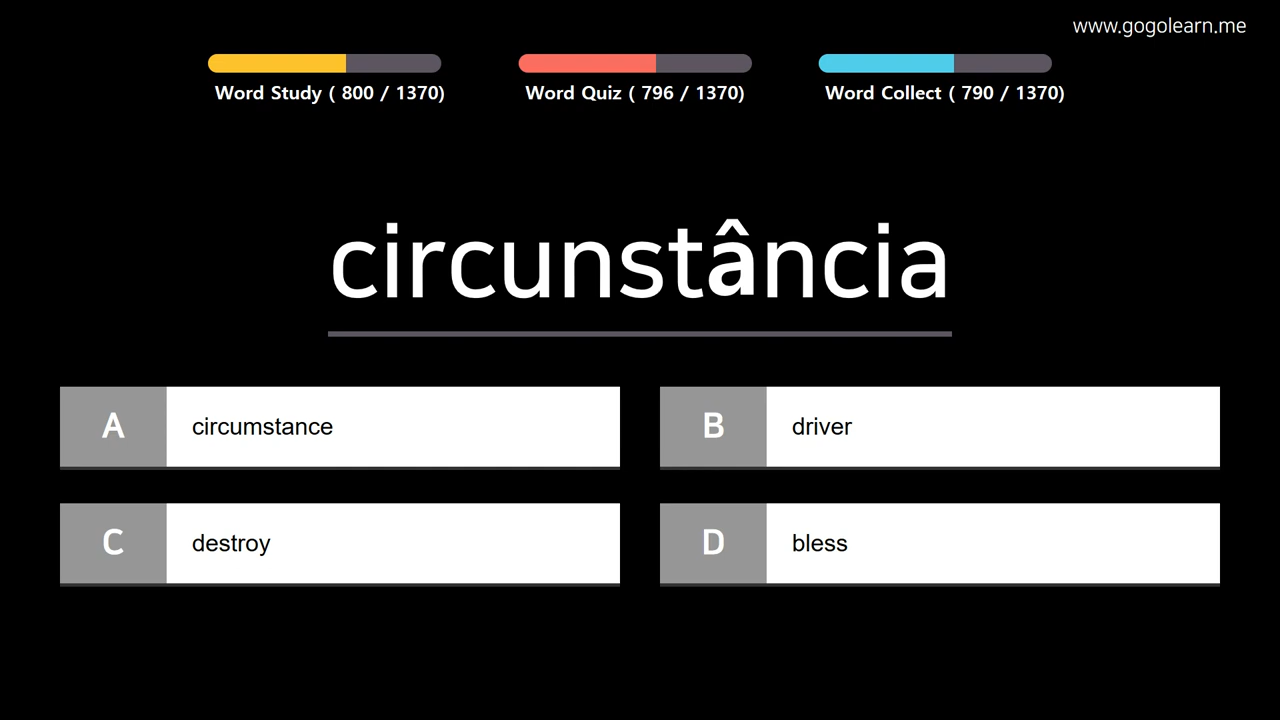 www.gogolearn.me
Word Study ( 800 / 1370)
Word Quiz ( 796 / 1370)
Word Collect ( 790 / 1370)
circunstância
A circumstance
B driver
C destroy
D bless